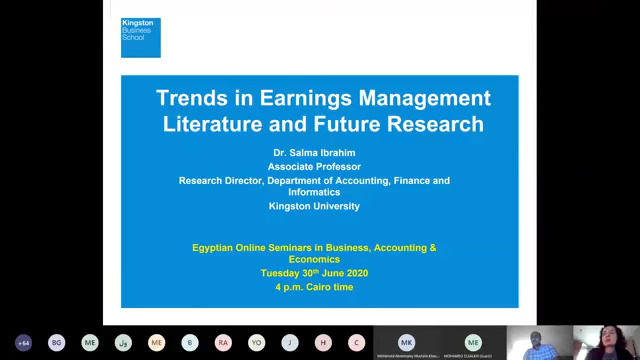 Kingston
Business
School
Trends in Earnings Management
Literature and Future Research
Dr. Salma Ibrahim
Associate Professor
Research Director, Department of Accounting, Finance and
Informatics
Kingston University
Egyptian Online Seminars in Business, Accounting &
Economics
Tuesday 30th June 2020
4 p.m. Cairo time
+64
BG
ME
ول
ME
B
RA
YO
J
H
C
MK
ME